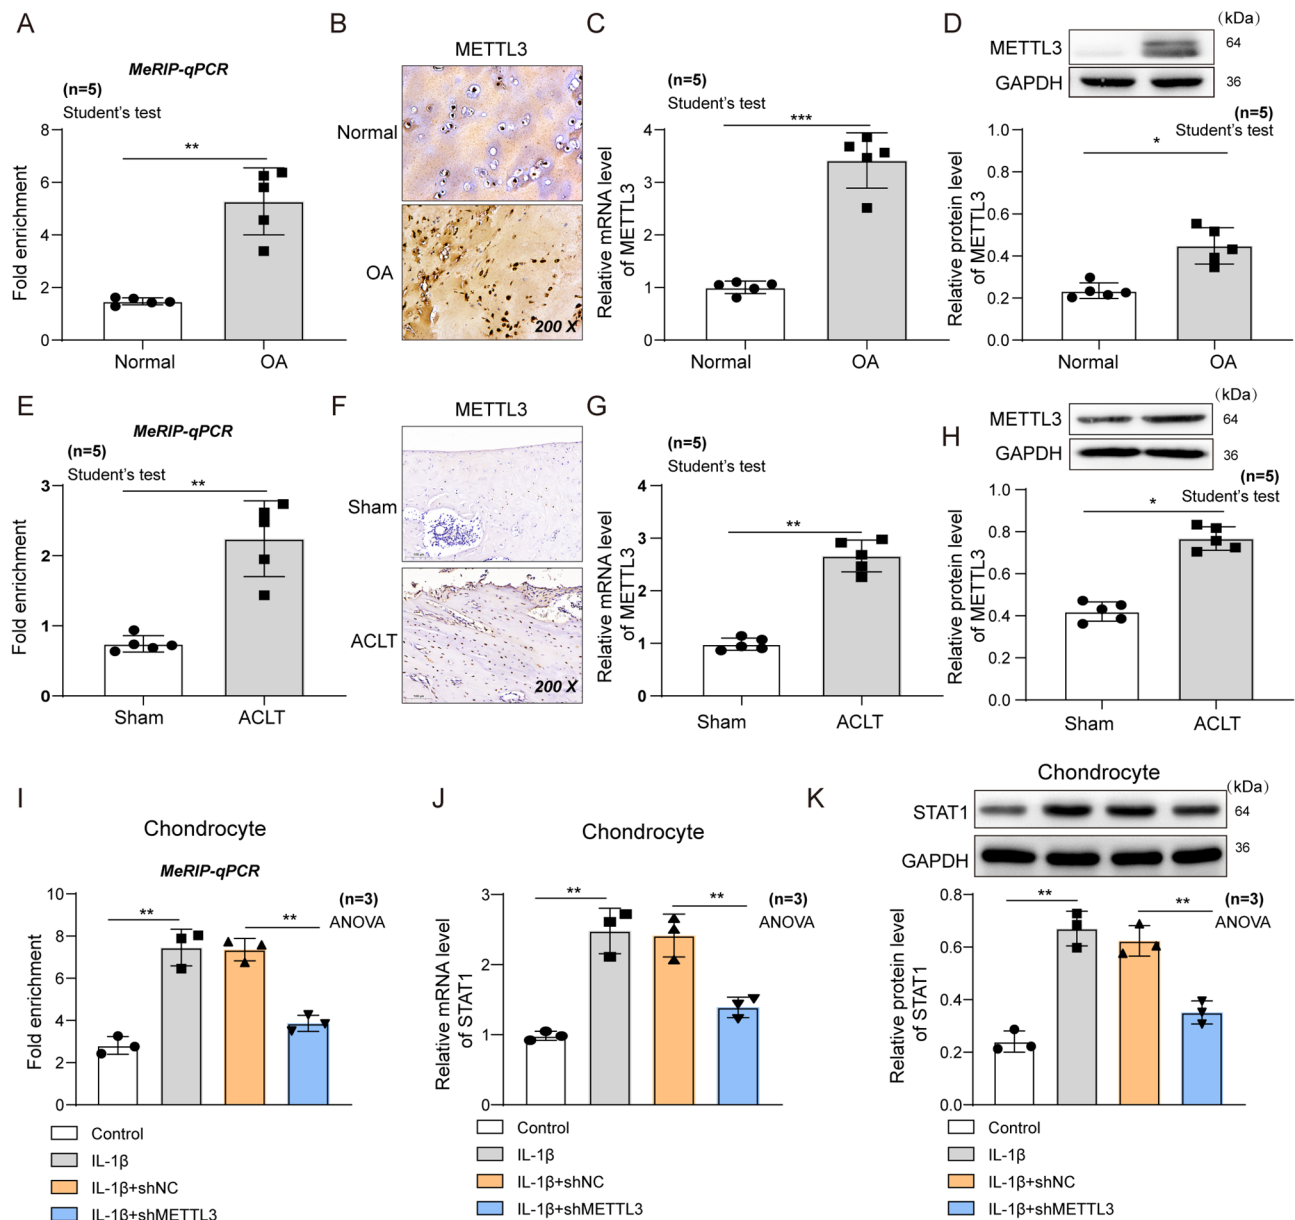 A
MeRIP-qPCR
(n=5)
Student's test
Fold enrichment
8
6
4
2
0
**
Normal
OA
B
METTL3
Normal
OA
200 X
C
(n=5)
Student's test
Relative mRNA level
of METTL3
4
3
2
1
0
***
Normal
OA
D
(kDa)
METTL3
64
GAPDH
36
(n=5)
Student's test
Relative protein level
of METTL3
1.0
0.8
0.6
0.4
0.2
0.0
*
Normal
OA
E
MeRIP-qPCR
(n=5)
Student's test
Fold enrichment
3
2
1
0
**
Sham
ACLT
F
METTL3
Sham
ACLT
200 X
G
(n=5)
Student's test
Relative mRNA level
of METTL3
4
3
2
1
0
**
Sham
ACLT
H
(kDa)
METTL3
64
GAPDH
36
(n=5)
Student's test
Relative protein level
of METTL3
1.0
0.8
0.6
0.4
0.2
0.0
*
Sham
ACLT
I
Chondrocyte
MeRIP-qPCR
(n=3)
ANOVA
Fold enrichment
10
8
6
4
2
0
**
**
Control
IL-1β
IL-1β+shNC
IL-1β+shMETTL3
J
Chondrocyte
(n=3)
ANOVA
Relative mRNA level
of STAT1
3
2
1
0
**
**
Control
IL-1β
IL-1β+shNC
IL-1β+shMETTL3
K
Chondrocyte
(kDa)
STAT1
64
GAPDH
36
(n=3)
ANOVA
Relative protein level
of STAT1
0.8
0.6
0.4
0.2
0.0
**
**
Control
IL-1β
IL-1β+shNC
IL-1β+shMETTL3